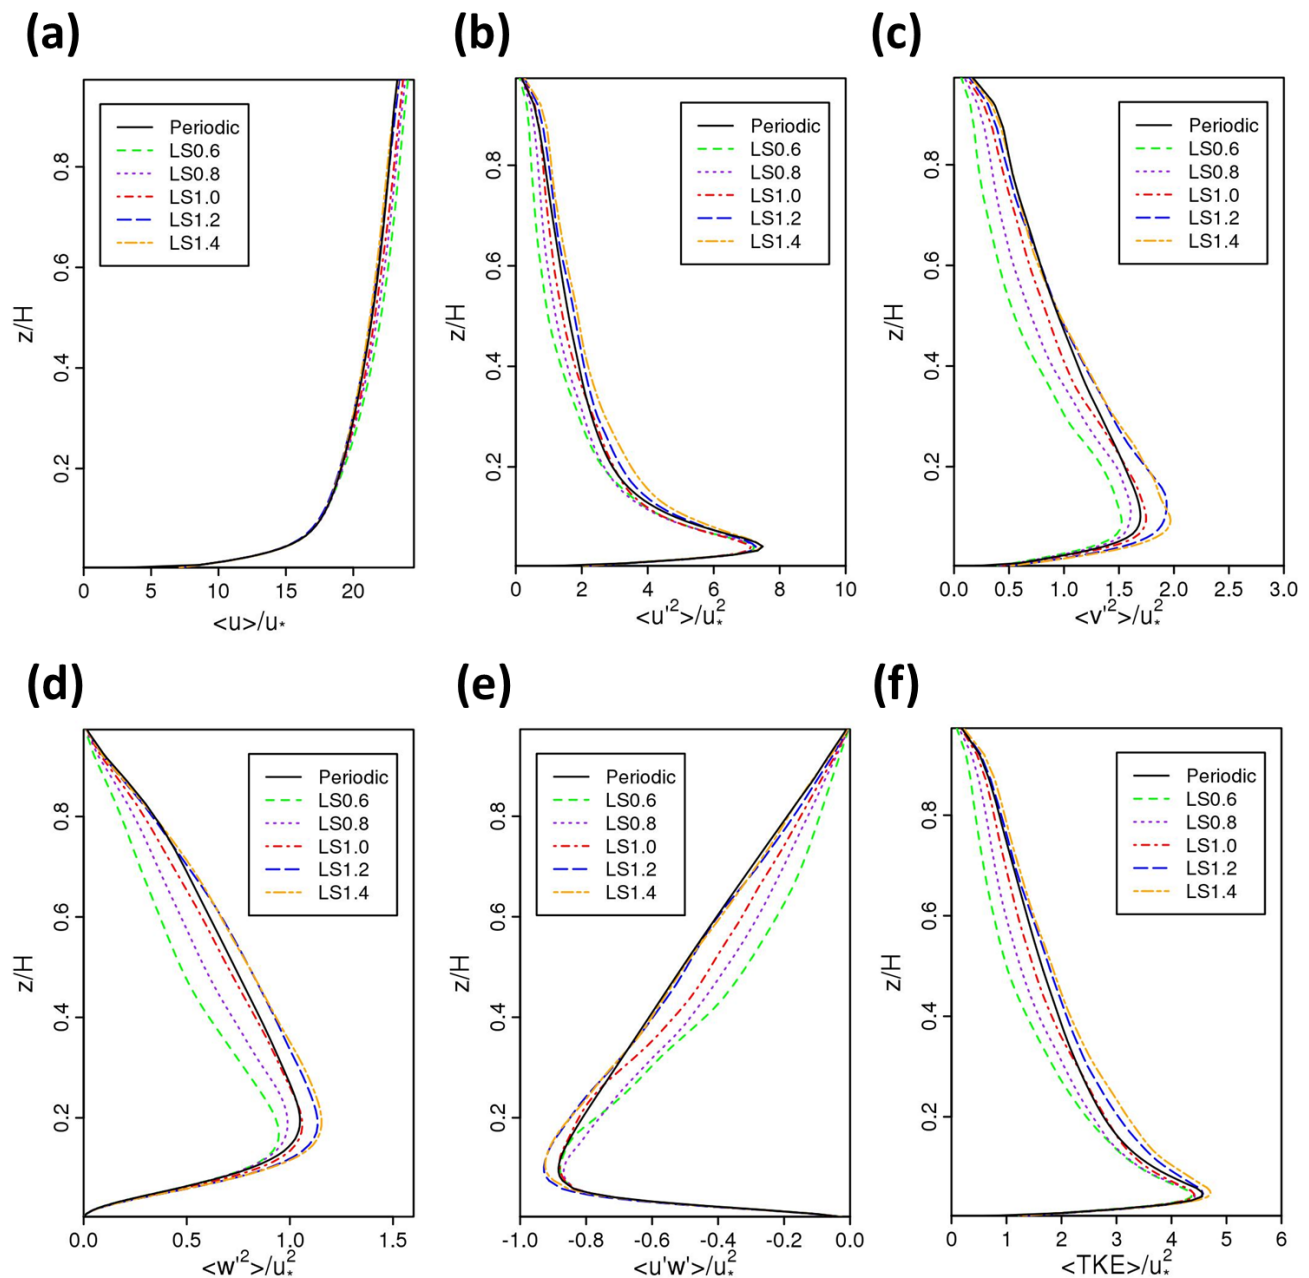 (a)
(b)
(c)
Periodic
LS0.6
LS0.8
LS1.0
LS1.2
LS1.4
z/H
0.2
0.4
0.6
0.8
0
5
10
15
20
<u>/u*
Periodic
LS0.6
LS0.8
LS1.0
LS1.2
LS1.4
z/H
0.2
0.4
0.6
0.8
0
2
4
6
8
10
<u'²>/u*²
Periodic
LS0.6
LS0.8
LS1.0
LS1.2
LS1.4
z/H
0.2
0.4
0.6
0.8
0.0
0.5
1.0
1.5
2.0
2.5
3.0
<v'²>/u*²
(d)
(e)
(f)
Periodic
LS0.6
LS0.8
LS1.0
LS1.2
LS1.4
z/H
0.2
0.4
0.6
0.8
0.0
0.5
1.0
1.5
<w'²>/u*²
Periodic
LS0.6
LS0.8
LS1.0
LS1.2
LS1.4
z/H
0.2
0.4
0.6
0.8
-1.0
-0.8
-0.6
-0.4
-0.2
0.0
<u'w'>/u*²
Periodic
LS0.6
LS0.8
LS1.0
LS1.2
LS1.4
z/H
0.2
0.4
0.6
0.8
0
1
2
3
4
5
6
<TKE>/u*²